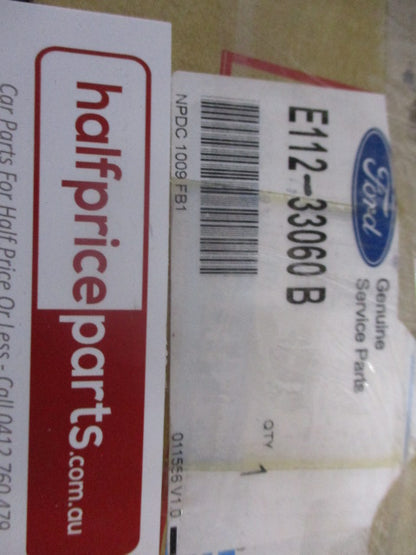 Ford
Genuine
Service Parts
E112-33060 B
QTY
1
NPDC 1009 FB1
011556 V1.0
halfpriceparts.com.au
Car Parts For Half Price Or Less - Call 0412 760 479